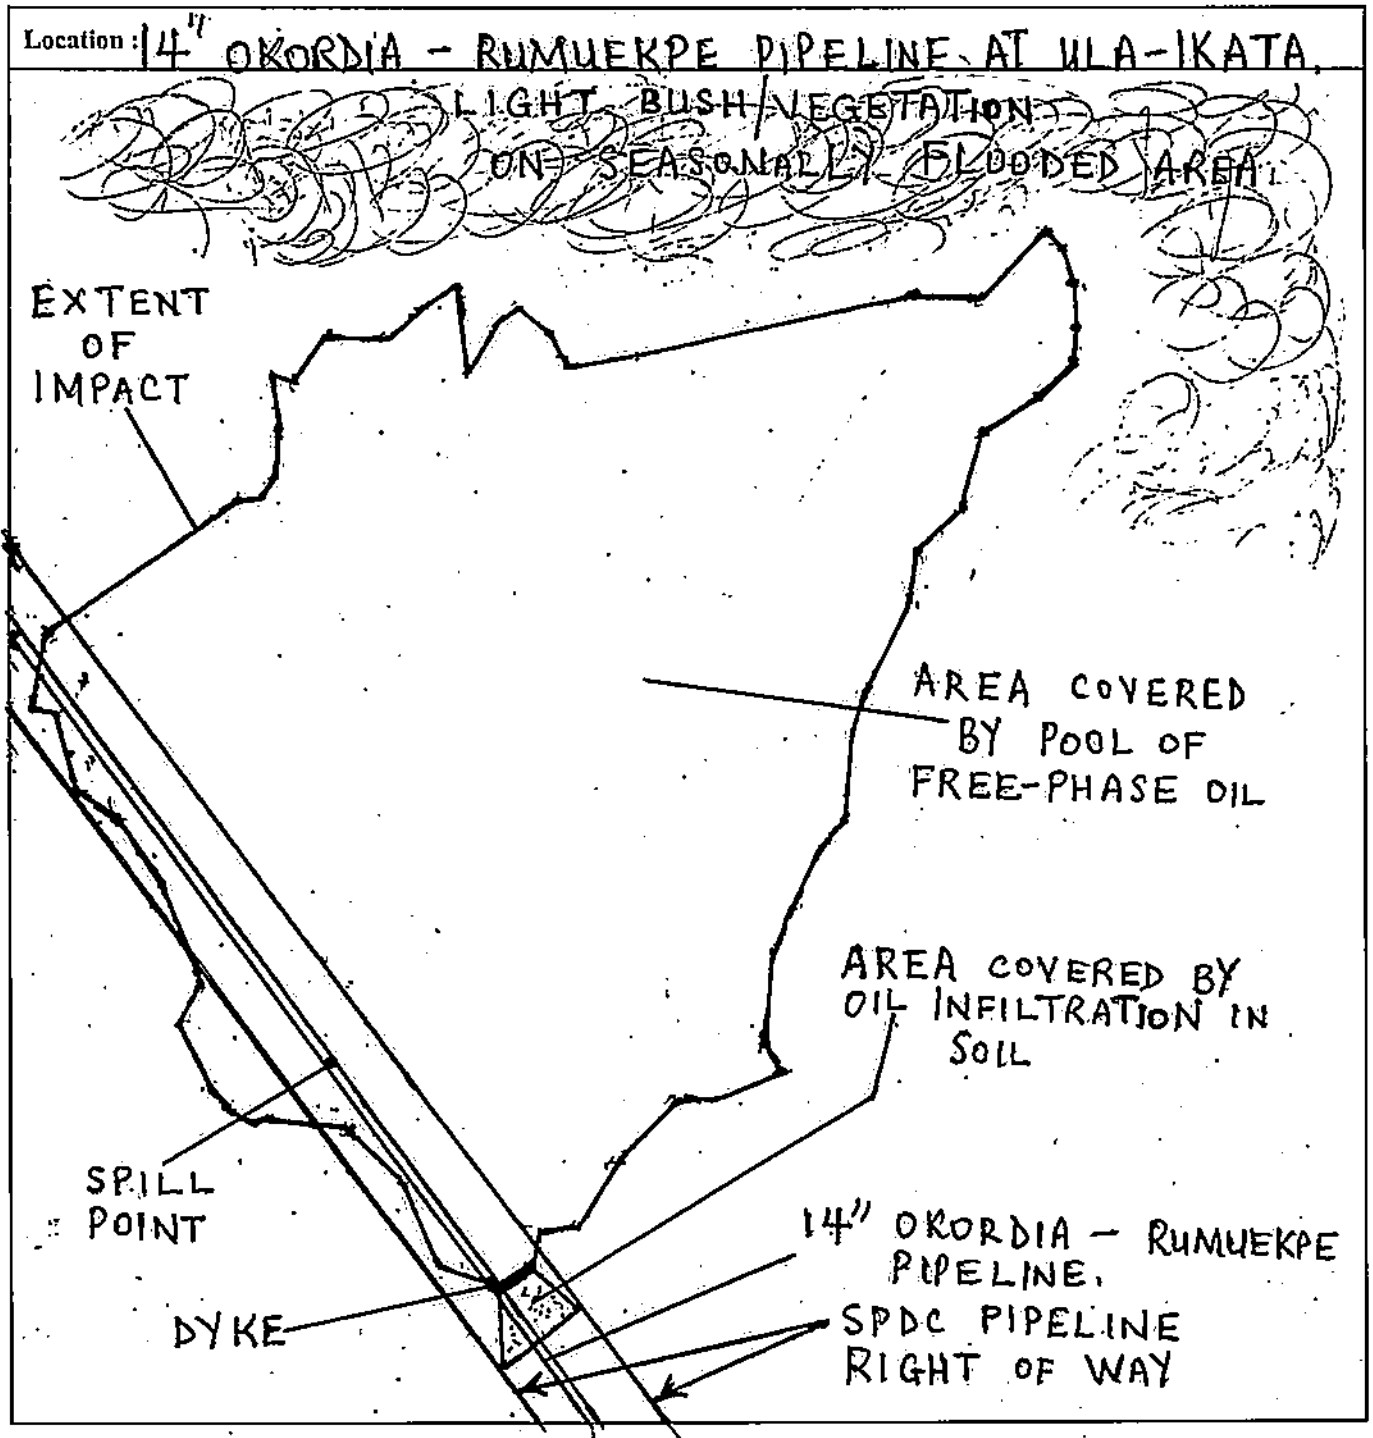 Location : 14" OKORDIA - RUMUEKPE PIPELINE AT ULA-IKATA.
LIGHT BUSH/VEGETATION
ON SEASONALLY FLOODED AREA.
EXTENT
OF
IMPACT
AREA COVERED
BY POOL OF
FREE-PHASE OIL
AREA COVERED BY
OIL INFILTRATION IN
SOIL
SPILL
POINT
14" OKORDIA - RUMUEKPE
PIPELINE.
DYKE
SPDC PIPELINE
RIGHT OF WAY